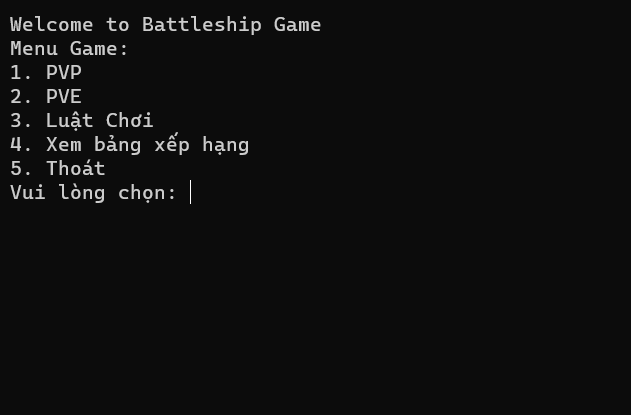 Welcome to Battleship Game
Menu Game:
1. PVP
2. PVE
3. Luật Chơi
4. Xem bảng xếp hạng
5. Thoát
Vui lòng chọn: